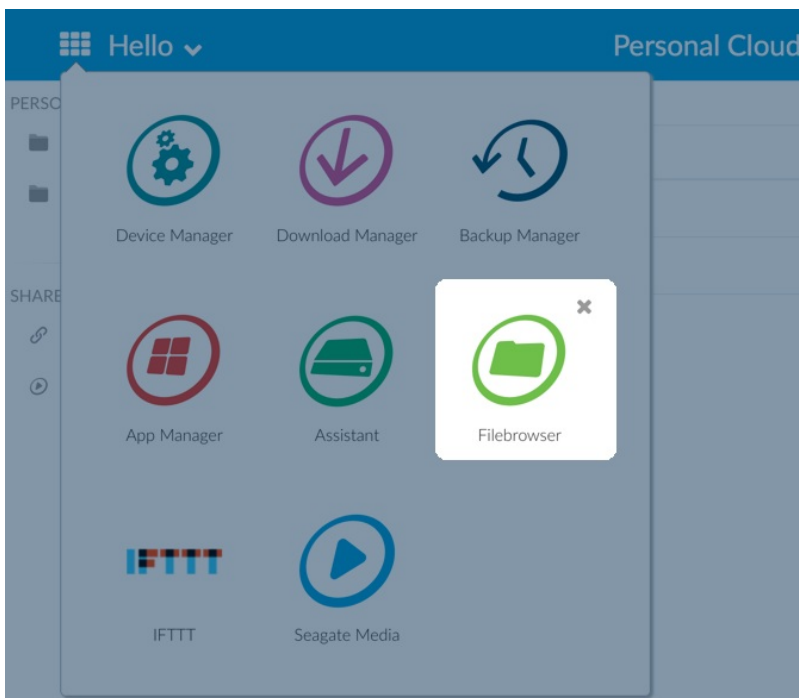 Hello
Personal Cloud
PERSO
Device Manager
Download Manager
Backup Manager
SHARE
App Manager
Assistant
Filebrowser
IFTTT
IFTTT
Seagate Media